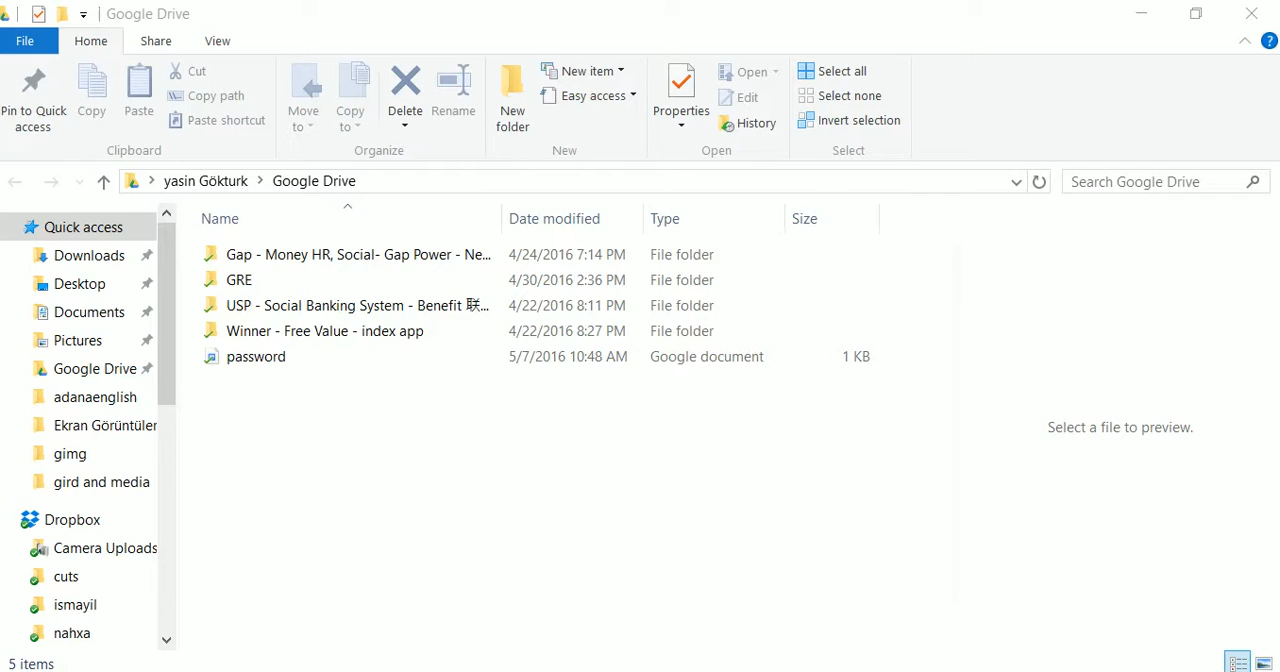 Google Drive
File Home Share View
Pin to Quick access
Copy
Paste
Cut
Copy path
Paste shortcut
Clipboard
Move to
Copy to
Delete
Rename
Organize
New folder
New item
Easy access
New
Properties
Open
Edit
History
Open
Select all
Select none
Invert selection
Select
yasin Gökturk Google Drive
Search Google Drive
Name Date modified Type Size
Gap - Money HR, Social- Gap Power - Ne... 4/24/2016 7:14 PM File folder
GRE 4/30/2016 2:36 PM File folder
USP - Social Banking System - Benefit 联... 4/22/2016 8:11 PM File folder
Winner - Free Value - index app 4/22/2016 8:27 PM File folder
password 5/7/2016 10:48 AM Google document 1 KB
Quick access
Downloads
Desktop
Documents
Pictures
Google Drive
adanaenglish
Ekran Görüntüler
gimg
gird and media
Dropbox
Camera Uploads
cuts
ismayil
nahxa
Select a file to preview.
5 items